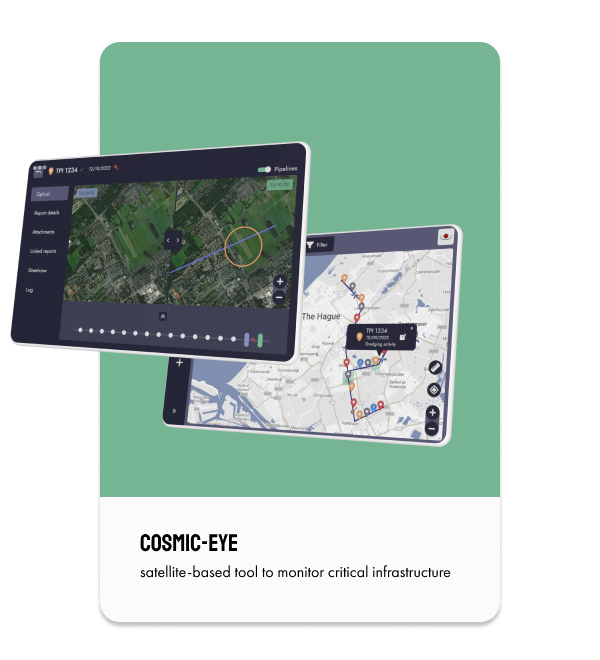 TPI 1234
12/10/2022
Pipelines
Optical
Report details
Attachments
Linked reports
Streetview
Log
12/10/22
Filter
The Hague
TPI 1234
12/09/2022
Dredging activity
COSMIC-EYE
satellite-based tool to monitor critical infrastructure